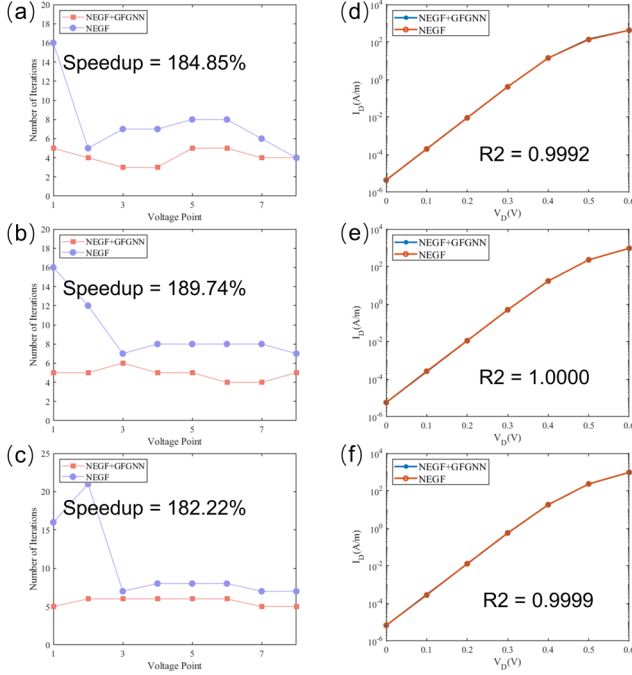 (a)
20
18
16
14
12
10
8
6
4
2
0
Number of Iterations
NEGF+GFGNN
NEGF
Speedup = 184.85%
1 3 5 7
Voltage Point
(d)
10^4
10^2
10^0
10^-2
10^-4
10^-6
I_D(A/m)
NEGF+GFGNN
NEGF
R2 = 0.9992
0 0.1 0.2 0.3 0.4 0.5 0.6
V_D(V)
(b)
20
18
16
14
12
10
8
6
4
2
0
Number of Iterations
NEGF+GFGNN
NEGF
Speedup = 189.74%
1 3 5 7
Voltage Point
(e)
10^4
10^2
10^0
10^-2
10^-4
10^-6
I_D(A/m)
NEGF+GFGNN
NEGF
R2 = 1.0000
0 0.1 0.2 0.3 0.4 0.5 0.6
V_D(V)
(c)
25
20
15
10
5
0
Number of Iterations
NEGF+GFGNN
NEGF
Speedup = 182.22%
1 3 5 7
Voltage Point
(f)
10^4
10^2
10^0
10^-2
10^-4
10^-6
I_D(A/m)
NEGF+GFGNN
NEGF
R2 = 0.9999
0 0.1 0.2 0.3 0.4 0.5 0.6
V_D(V)